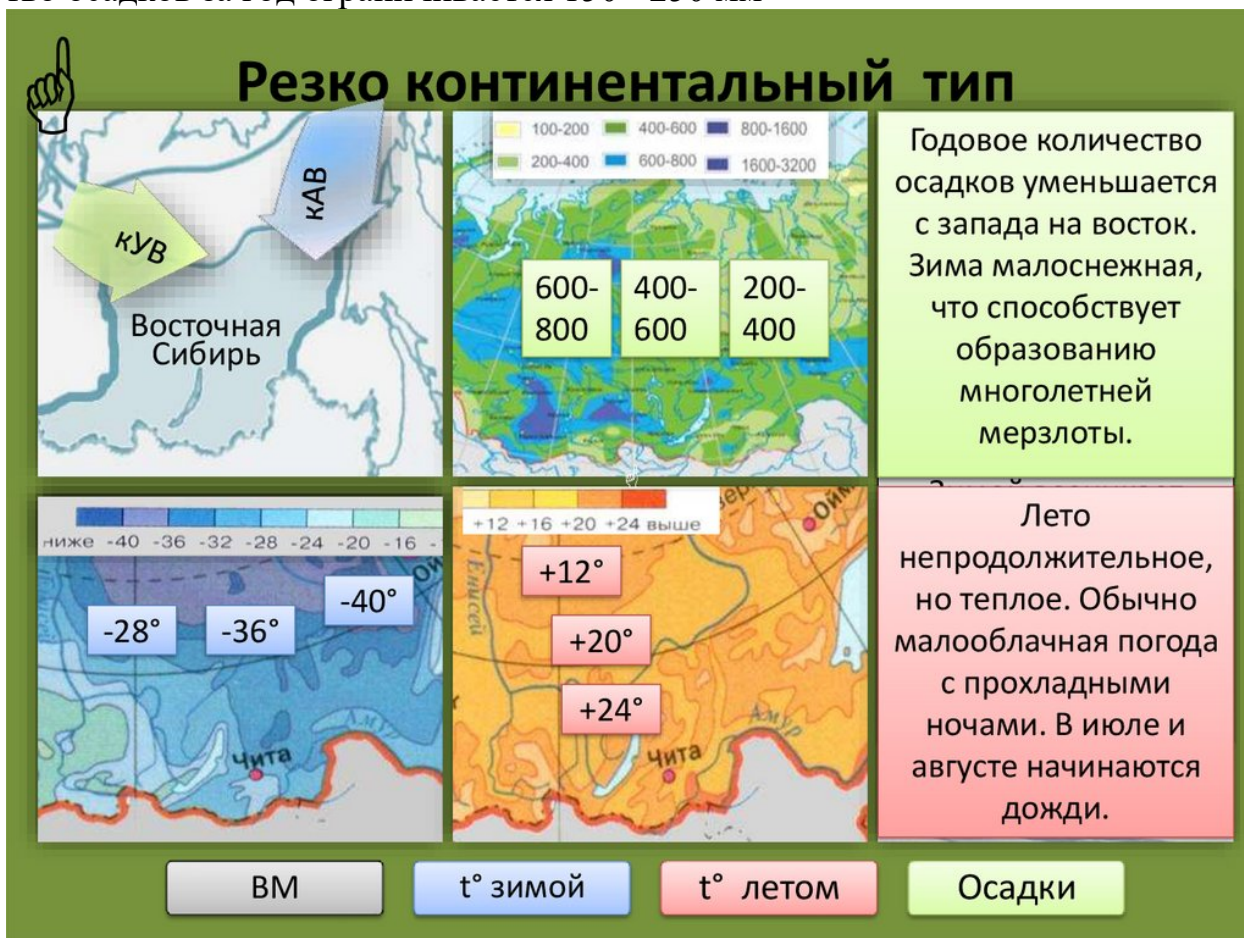 Резко континентальный тип
кУВ
кАВ
Восточная
Сибирь
100-200 400-600 800-1600
200-400 600-800 1600-3200
600-
800
400-
600
200-
400
Годовое количество
осадков уменьшается
с запада на восток.
Зима малоснежная,
что способствует
образованию
многолетней
мерзлоты.
ниже -40 -36 -32 -28 -24 -20 -16
-28°
-36°
-40°
Амур
Чита
+12 +16 +20 +24 выше
Енисей
+12°
+20°
+24°
Амур
Чита
Лето
непродолжительное,
но теплое. Обычно
малооблачная погода
с прохладными
ночами. В июле и
августе начинаются
дожди.
ВМ
t° зимой
t° летом
Осадки